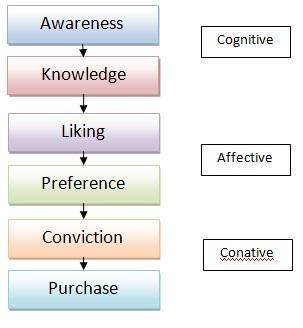 Awareness
Cognitive
Knowledge
Liking
Affective
Preference
Conviction
Conative
Purchase